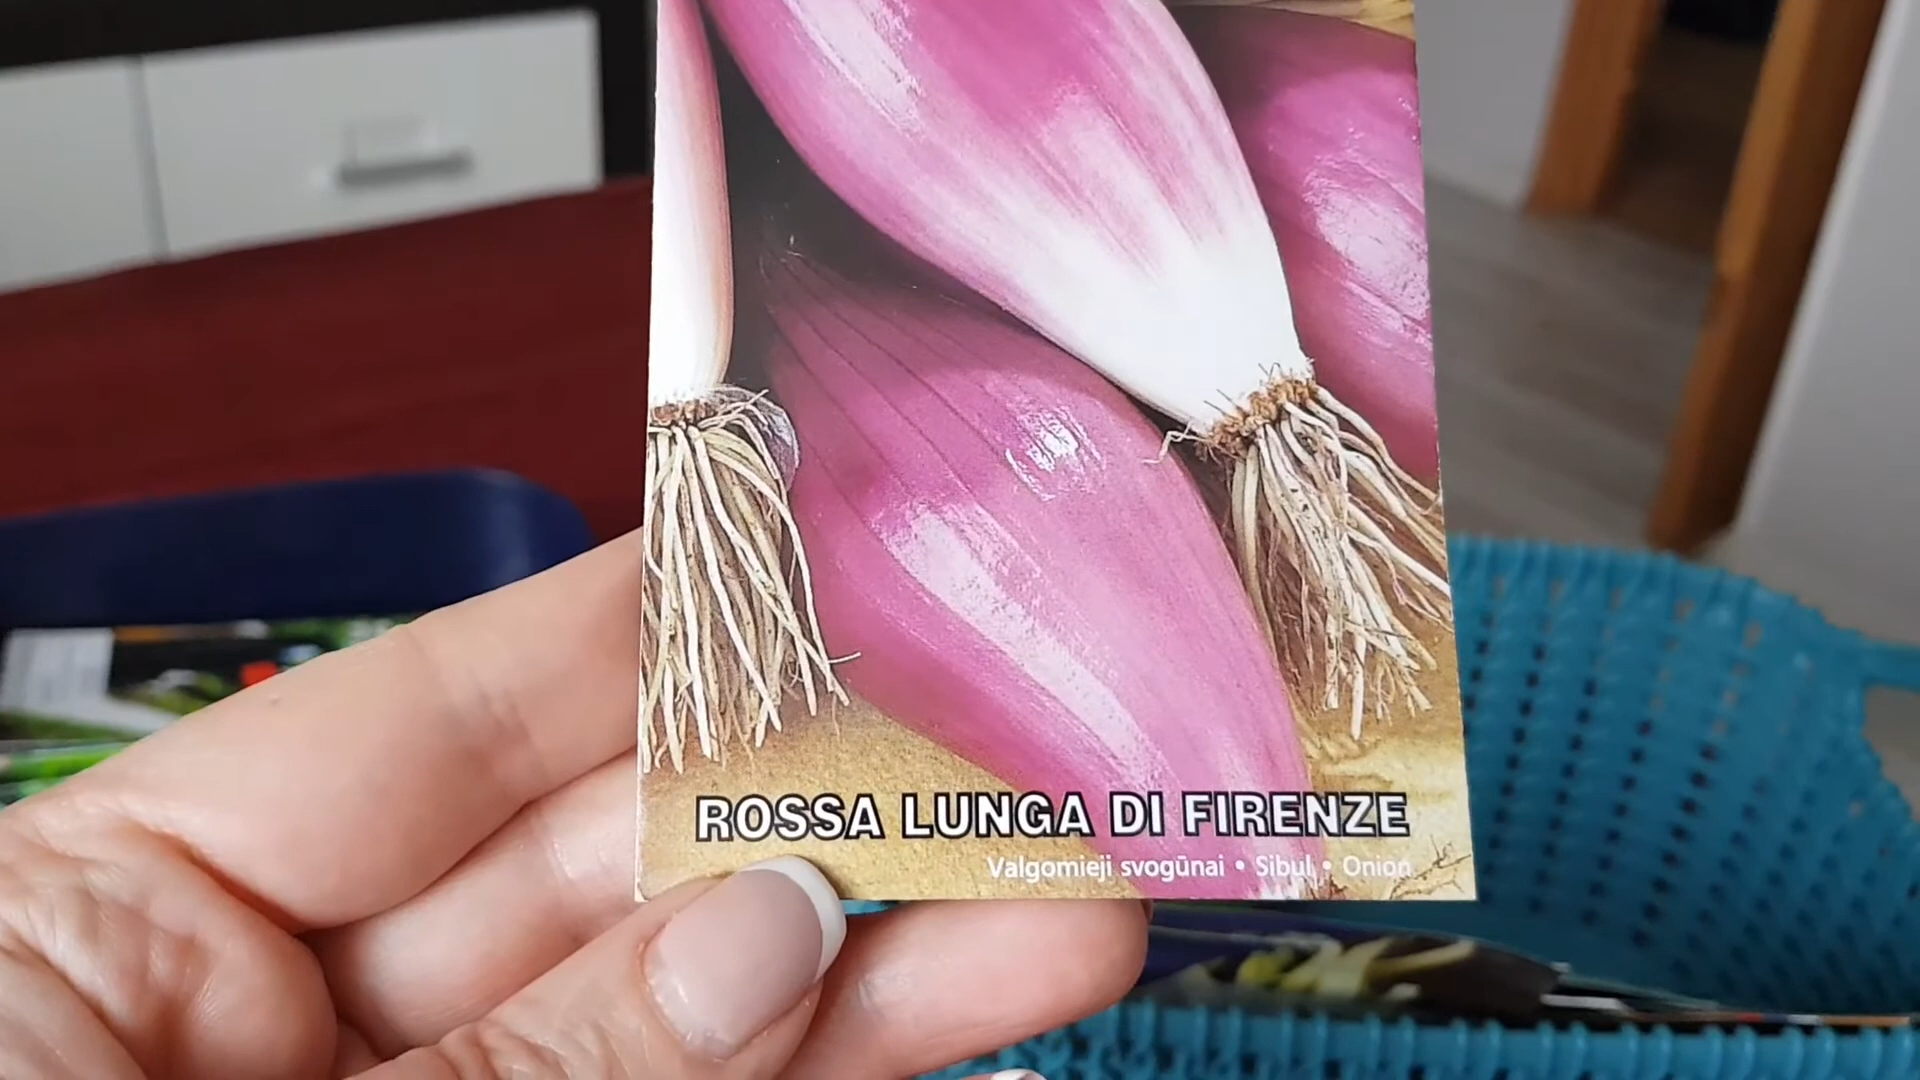 ROSSA LUNGA DI FIRENZE
Valgomieji svogūnai • Sibul • Onion